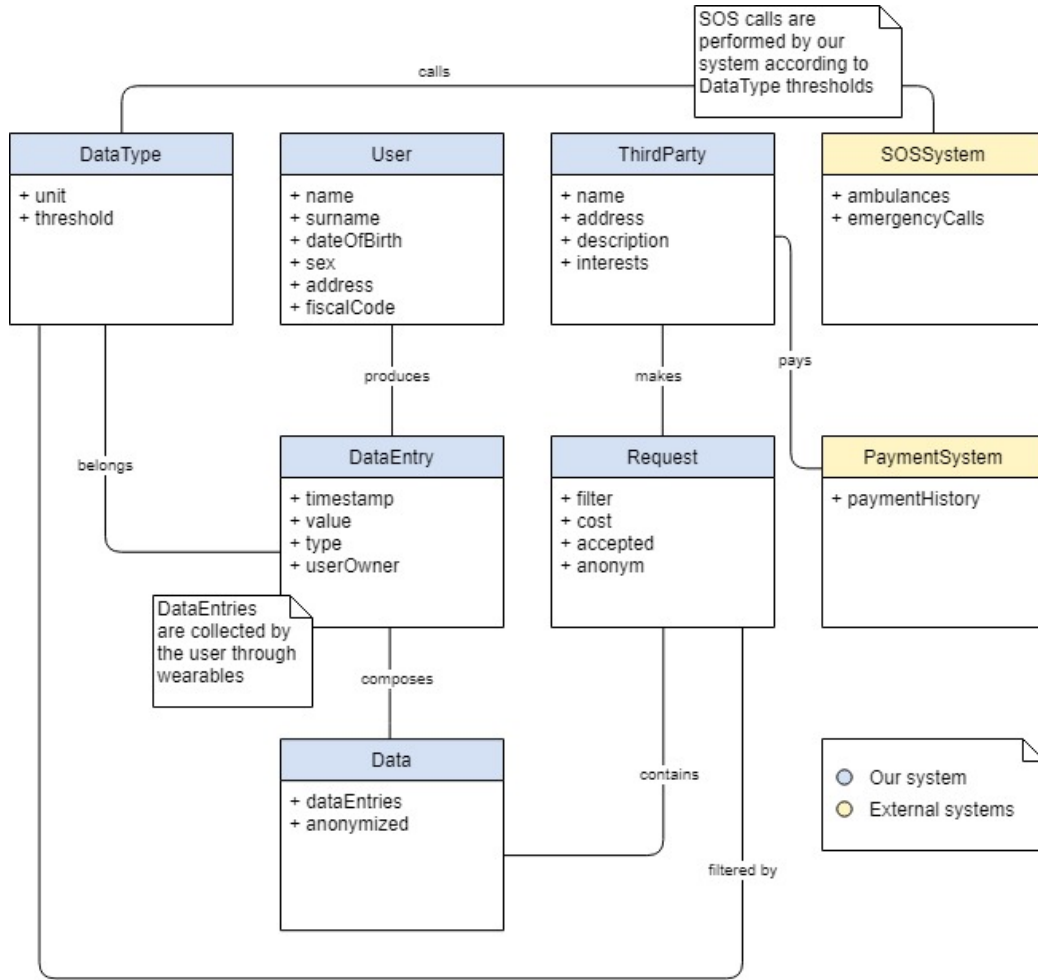 SOS calls are
performed by our
system according to
DataType thresholds
calls
DataType
+ unit
+ threshold
User
+ name
+ surname
+ dateOfBirth
+ sex
+ address
+ fiscalCode
ThirdParty
+ name
+ address
+ description
+ interests
SOSSystem
+ ambulances
+ emergencyCalls
produces
makes
pays
belongs
DataEntry
+ timestamp
+ value
+ type
+ userOwner
Request
+ filter
+ cost
+ accepted
+ anonym
PaymentSystem
+ paymentHistory
DataEntries
are collected by
the user through
wearables
composes
contains
Data
+ dataEntries
+ anonymized
Our system
External systems
filtered by